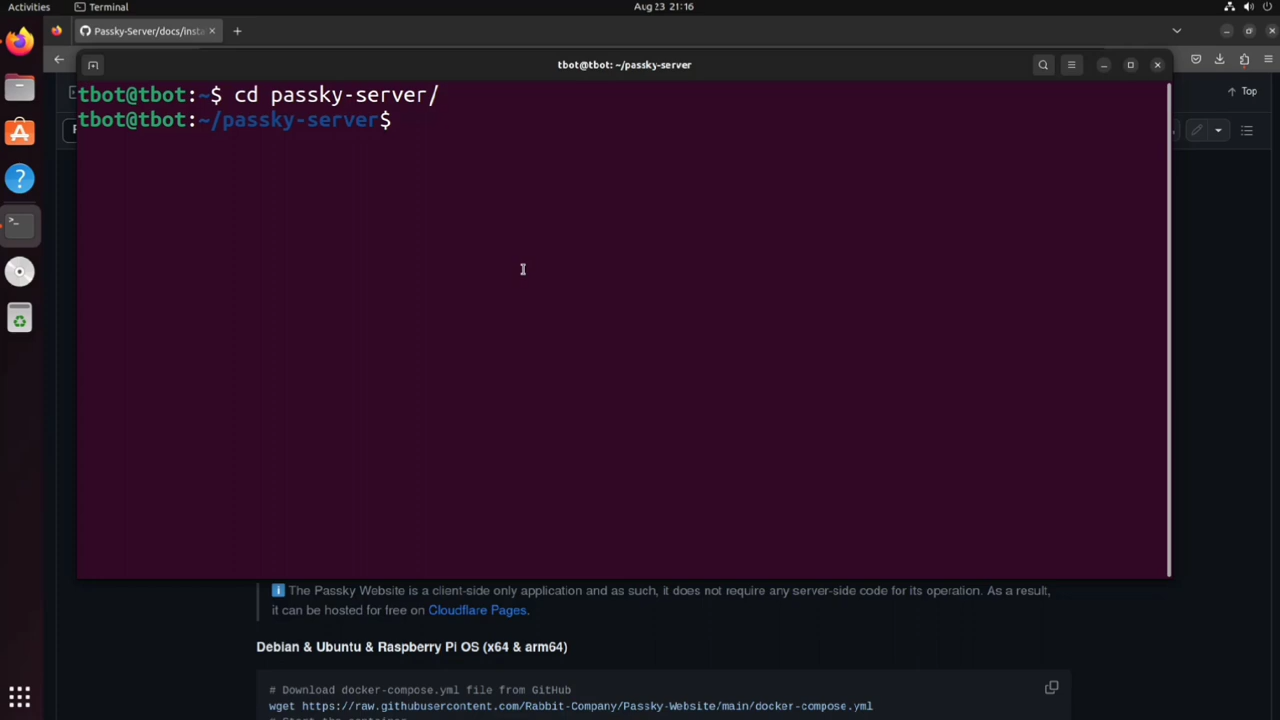 Activities
Terminal
Aug 23 21:16
Passky-Server/docs/insta
tbot@tbot: ~/passky-server
Top
tbot@tbot:~$ cd passky-server/
tbot@tbot:~/passky-server$
The Passky Website is a client-side only application and as such, it does not require any server-side code for its operation. As a result,
it can be hosted for free on Cloudflare Pages.
Debian & Ubuntu & Raspberry Pi OS (x64 & arm64)
# Download docker-compose.yml file from GitHub
wget https://raw.githubusercontent.com/Rabbit-Company/Passky-Website/main/docker-compose.yml
# Start the container